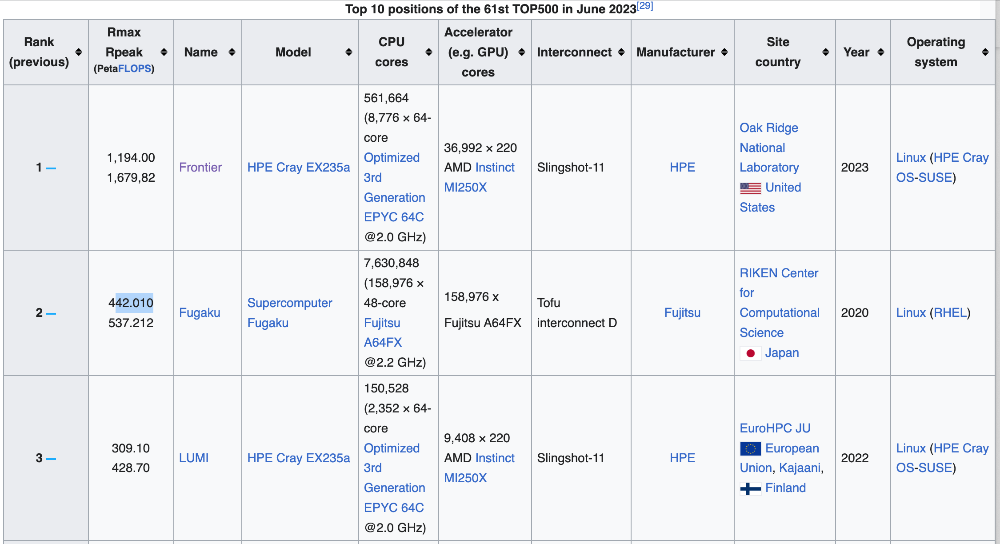 Top 10 positions of the 61st TOP500 in June 2023[29]
Rank
(previous)
Rmax
Rpeak
(PetaFLOPS)
Name
Model
CPU
cores
Accelerator
(e.g. GPU)
cores
Interconnect
Manufacturer
Site
country
Year
Operating
system
1 —
1,194.00
1,679,82
Frontier
HPE Cray EX235a
561,664
(8,776 × 64-
core
Optimized
3rd
Generation
EPYC 64C
@2.0 GHz)
36,992 × 220
AMD Instinct
MI250X
Slingshot-11
HPE
Oak Ridge
National
Laboratory
United
States
2023
Linux (HPE Cray
OS-SUSE)
2 —
442.010
537.212
Fugaku
Supercomputer
Fugaku
7,630,848
(158,976 ×
48-core
Fujitsu
A64FX
@2.2 GHz)
158,976 x
Fujitsu A64FX
Tofu
interconnect D
Fujitsu
RIKEN Center
for
Computational
Science
Japan
2020
Linux (RHEL)
3 —
309.10
428.70
LUMI
HPE Cray EX235a
150,528
(2,352 × 64-
core
Optimized
3rd
Generation
EPYC 64C
@2.0 GHz)
9,408 × 220
AMD Instinct
MI250X
Slingshot-11
HPE
EuroHPC JU
European
Union, Kajaani,
Finland
2022
Linux (HPE Cray
OS-SUSE)